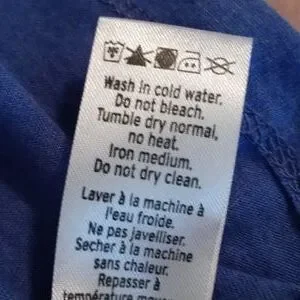 Wash in cold water.
Do not bleach.
Tumble dry normal,
no heat.
Iron medium.
Do not dry clean.
Laver à la machine à
l'eau froide.
Ne pas javelliser.
Secher à la machine
sans chaleur.
Repasser à
température